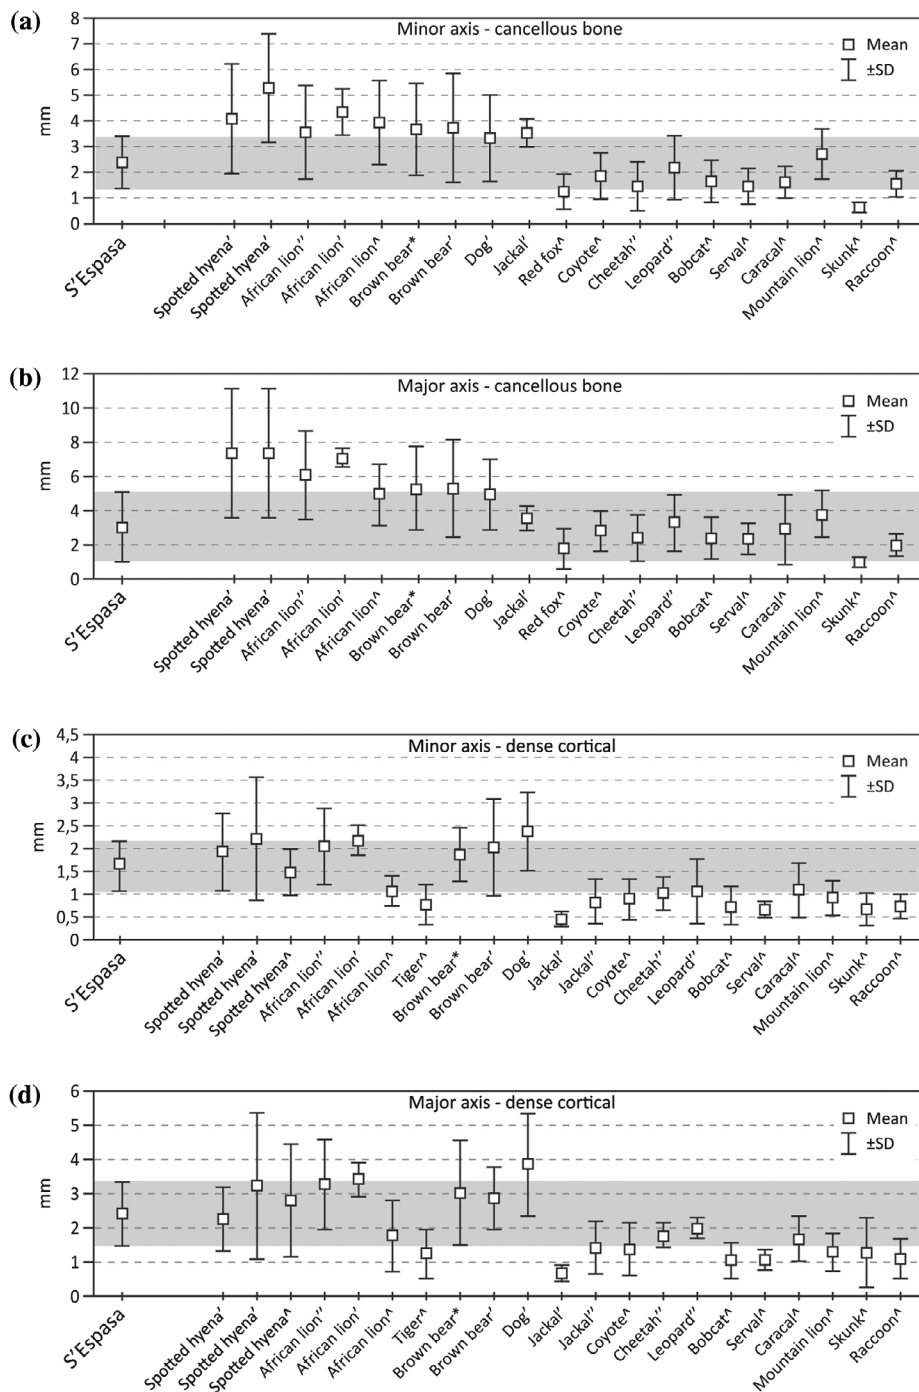 (a)
Minor axis - cancellous bone
Mean
±SD
mm
8
7
6
5
4
3
2
1
0
S'Espasa
Spotted hyena'
Spotted hyena'
African lion''
African lion'
African lion^
Brown bear*
Brown bear'
Dog'
Jackal'
Red fox^
Coyote^
Cheetah''
Leopard''
Bobcat^
Serval^
Caracal^
Mountain lion^
Skunk^
Raccoon^
(b)
Major axis - cancellous bone
Mean
±SD
mm
12
10
8
6
4
2
0
S'Espasa
Spotted hyena'
Spotted hyena'
African lion''
African lion'
African lion^
Brown bear*
Brown bear'
Dog'
Jackal'
Red fox^
Coyote^
Cheetah''
Leopard''
Bobcat^
Serval^
Caracal^
Mountain lion^
Skunk^
Raccoon^
(c)
Minor axis - dense cortical
Mean
±SD
mm
4,5
4
3,5
3
2,5
2
1,5
1
0,5
0
S'Espasa
Spotted hyena'
Spotted hyena'
Spotted hyena^
African lion''
African lion'
African lion^
Tiger^
Brown bear*
Brown bear'
Dog'
Jackal'
Jackal''
Coyote^
Cheetah''
Leopard''
Bobcat^
Serval^
Caracal^
Mountain lion^
Skunk^
Raccoon^
(d)
Major axis - dense cortical
Mean
±SD
mm
6
5
4
3
2
1
0
S'Espasa
Spotted hyena'
Spotted hyena'
Spotted hyena^
African lion''
African lion'
African lion^
Tiger^
Brown bear*
Brown bear'
Dog'
Jackal'
Jackal''
Coyote^
Cheetah''
Leopard''
Bobcat^
Serval^
Caracal^
Mountain lion^
Skunk^
Raccoon^